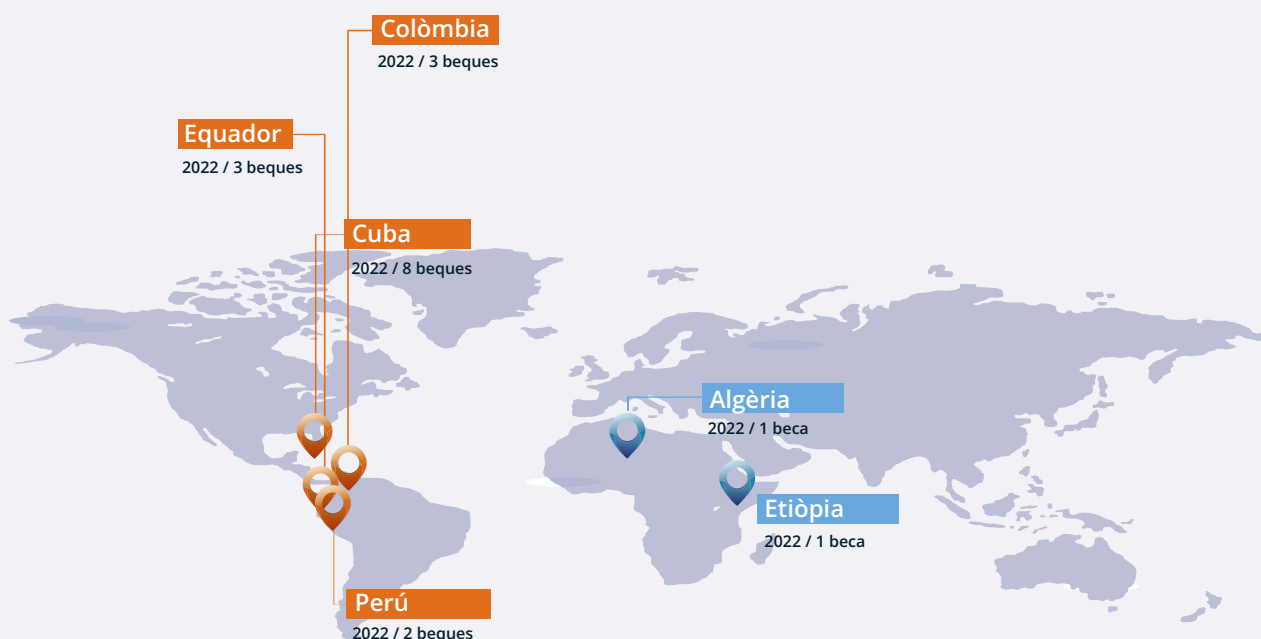 Colòmbia
2022 / 3 beques
Equador
2022 / 3 beques
Cuba
2022 / 8 beques
Algèria
2022 / 1 beca
Etiòpia
2022 / 1 beca
Perú
2022 / 2 beques